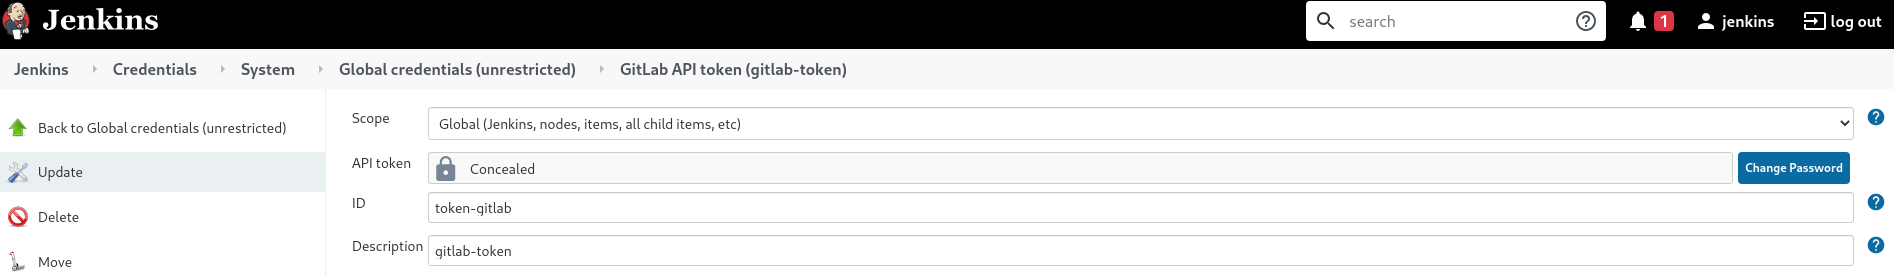 Jenkins search 1 jenkins log out
Jenkins Credentials System Global credentials (unrestricted) GitLab API token (gitlab-token)
Back to Global credentials (unrestricted)
Update
Delete
Move
Scope Global (Jenkins, nodes, items, all child items, etc)
API token Concealed Change Password
ID token-gitlab
Description gitlab-token